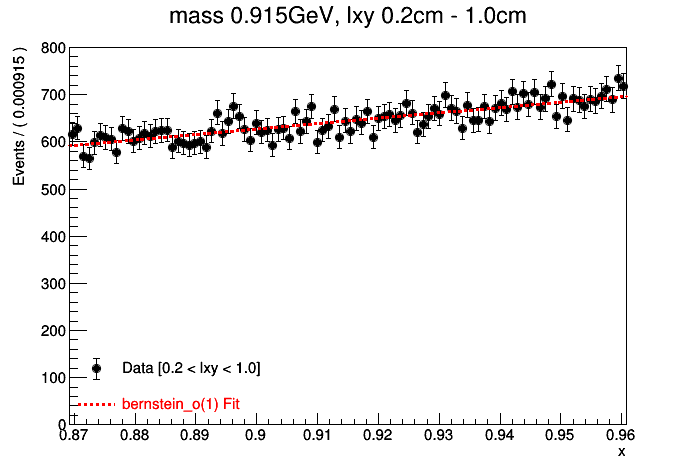 mass 0.915GeV, lxy 0.2cm - 1.0cm
Events / ( 0.000915 )
800
700
600
500
400
300
200
100
0
Data [0.2 < lxy < 1.0]
bernstein_o(1) Fit
0.87 0.88 0.89 0.9 0.91 0.92 0.93 0.94 0.95 0.96
x